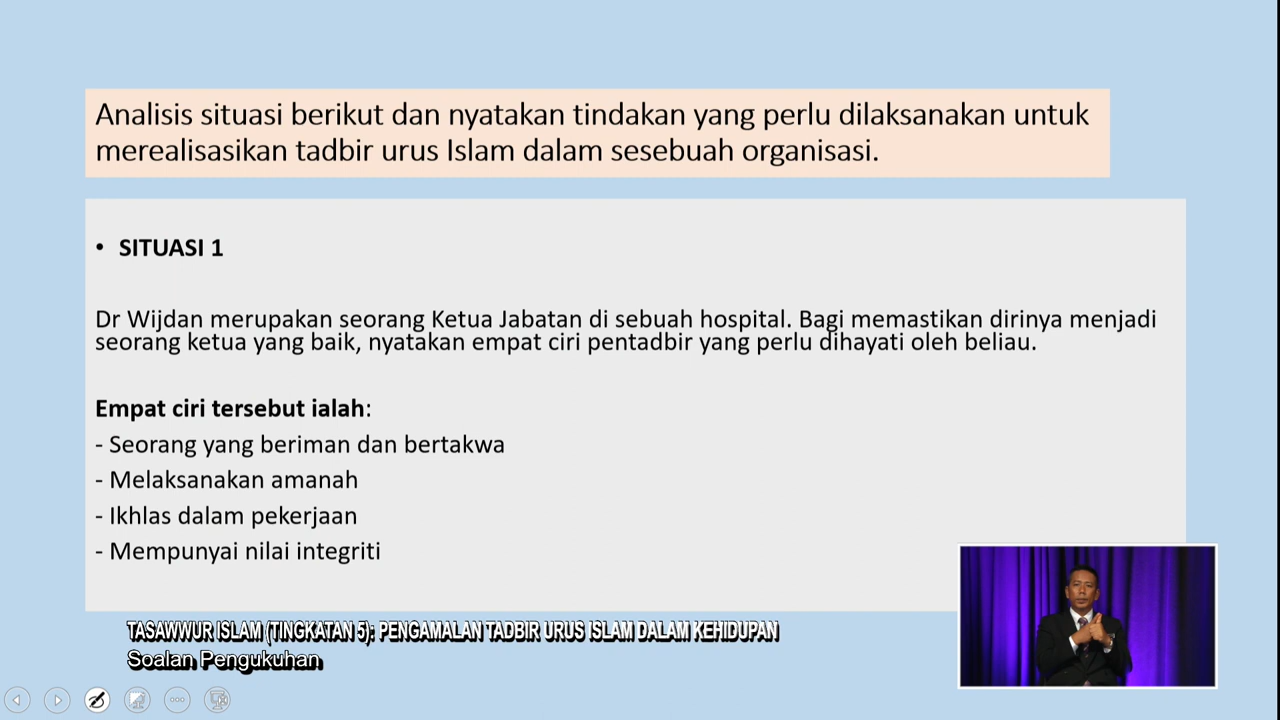 Analisis situasi berikut dan nyatakan tindakan yang perlu dilaksanakan untuk
merealisasikan tadbir urus Islam dalam sesebuah organisasi.
• SITUASI 1
Dr Wijdan merupakan seorang Ketua Jabatan di sebuah hospital. Bagi memastikan dirinya menjadi
seorang ketua yang baik, nyatakan empat ciri pentadbir yang perlu dihayati oleh beliau.
Empat ciri tersebut ialah:
- Seorang yang beriman dan bertakwa
- Melaksanakan amanah
- Ikhlas dalam pekerjaan
- Mempunyai nilai integriti
TASAWWUR ISLAM (TINGKATAN 5): PENGAMALAN TADBIR URUS ISLAM DALAM KEHIDUPAN
Soalan Pengukuhan